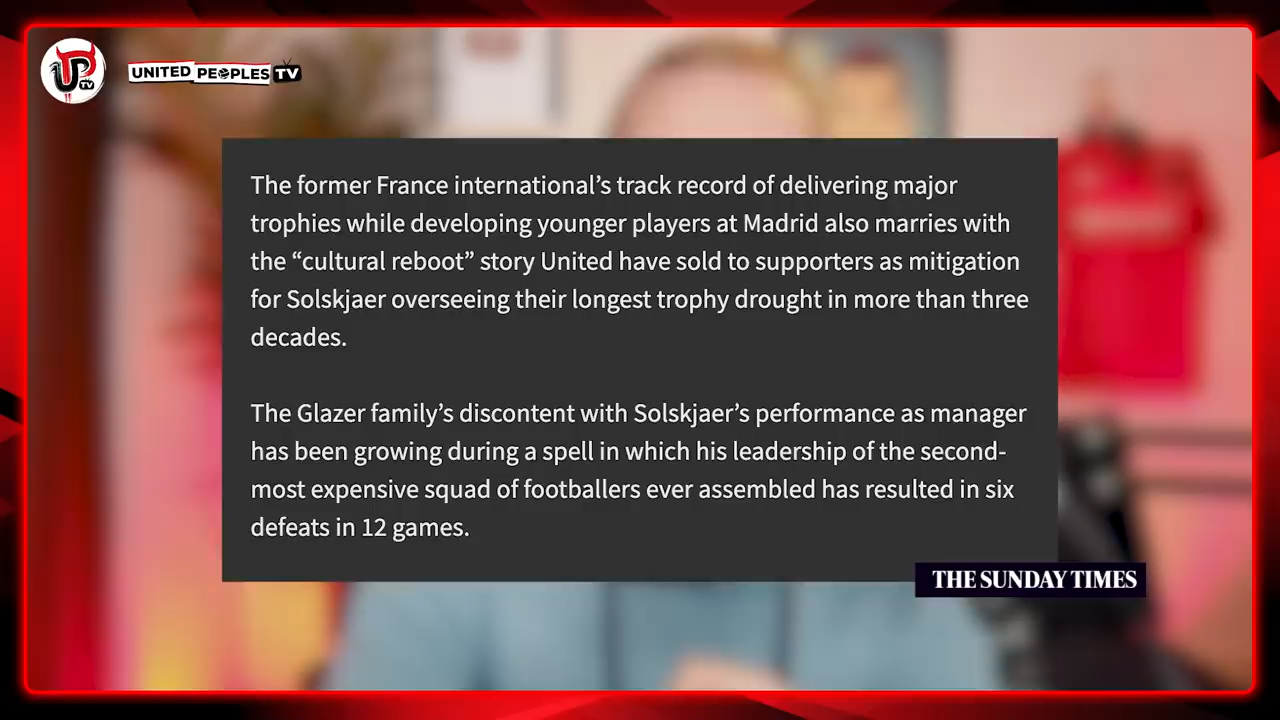 UP TV
UNITED PEOPLES TV
The former France international’s track record of delivering major
trophies while developing younger players at Madrid also marries with
the “cultural reboot” story United have sold to supporters as mitigation
for Solskjaer overseeing their longest trophy drought in more than three
decades.
The Glazer family’s discontent with Solskjaer’s performance as manager
has been growing during a spell in which his leadership of the second-
most expensive squad of footballers ever assembled has resulted in six
defeats in 12 games.
THE SUNDAY TIMES